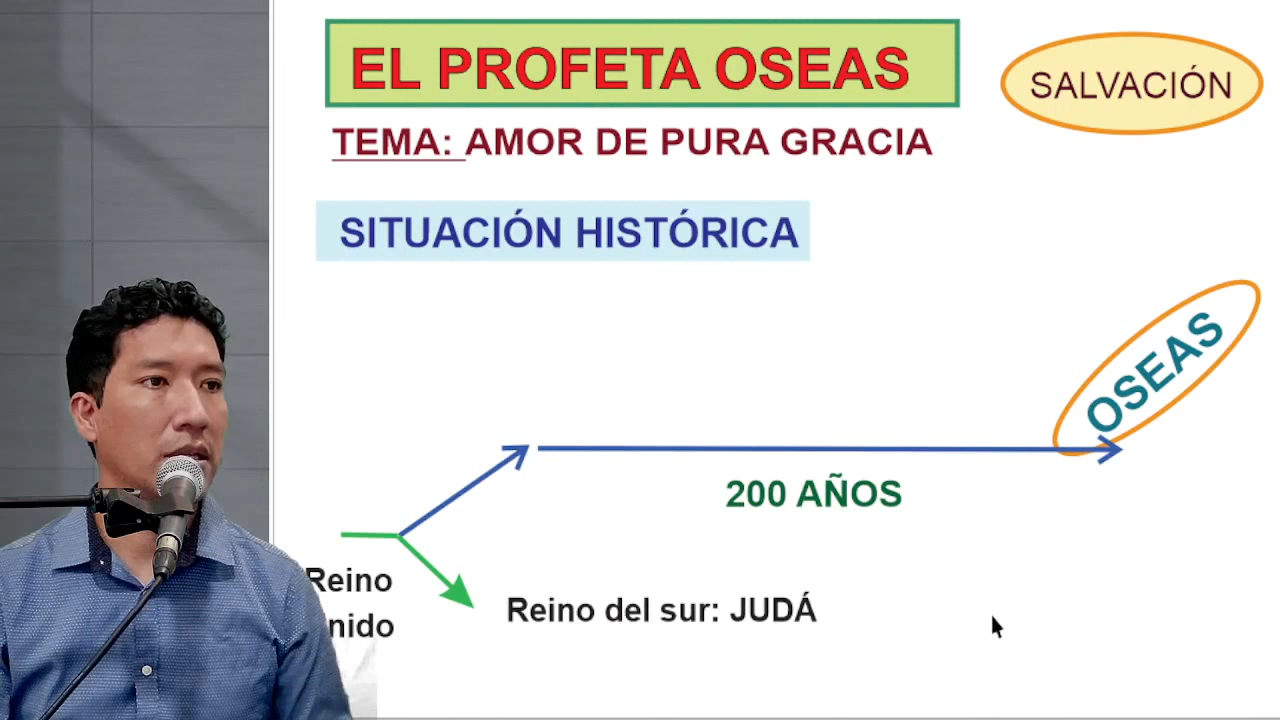 EL PROFETA OSEAS
SALVACIÓN
TEMA: AMOR DE PURA GRACIA
SITUACIÓN HISTÓRICA
OSEAS
200 AÑOS
Reino
nido
Reino del sur: JUDÁ